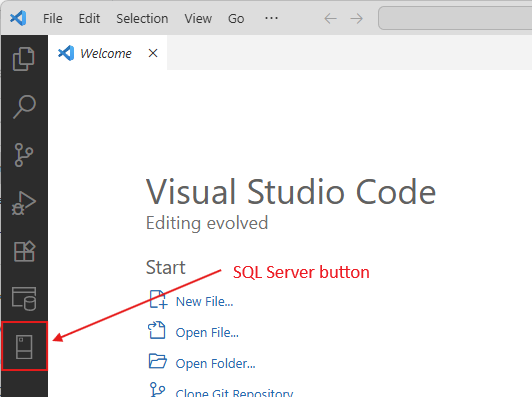 File Edit Selection View Go ···
Welcome
Visual Studio Code
Editing evolved
Start
SQL Server button
New File...
Open File...
Open Folder...
Clone Git Repository